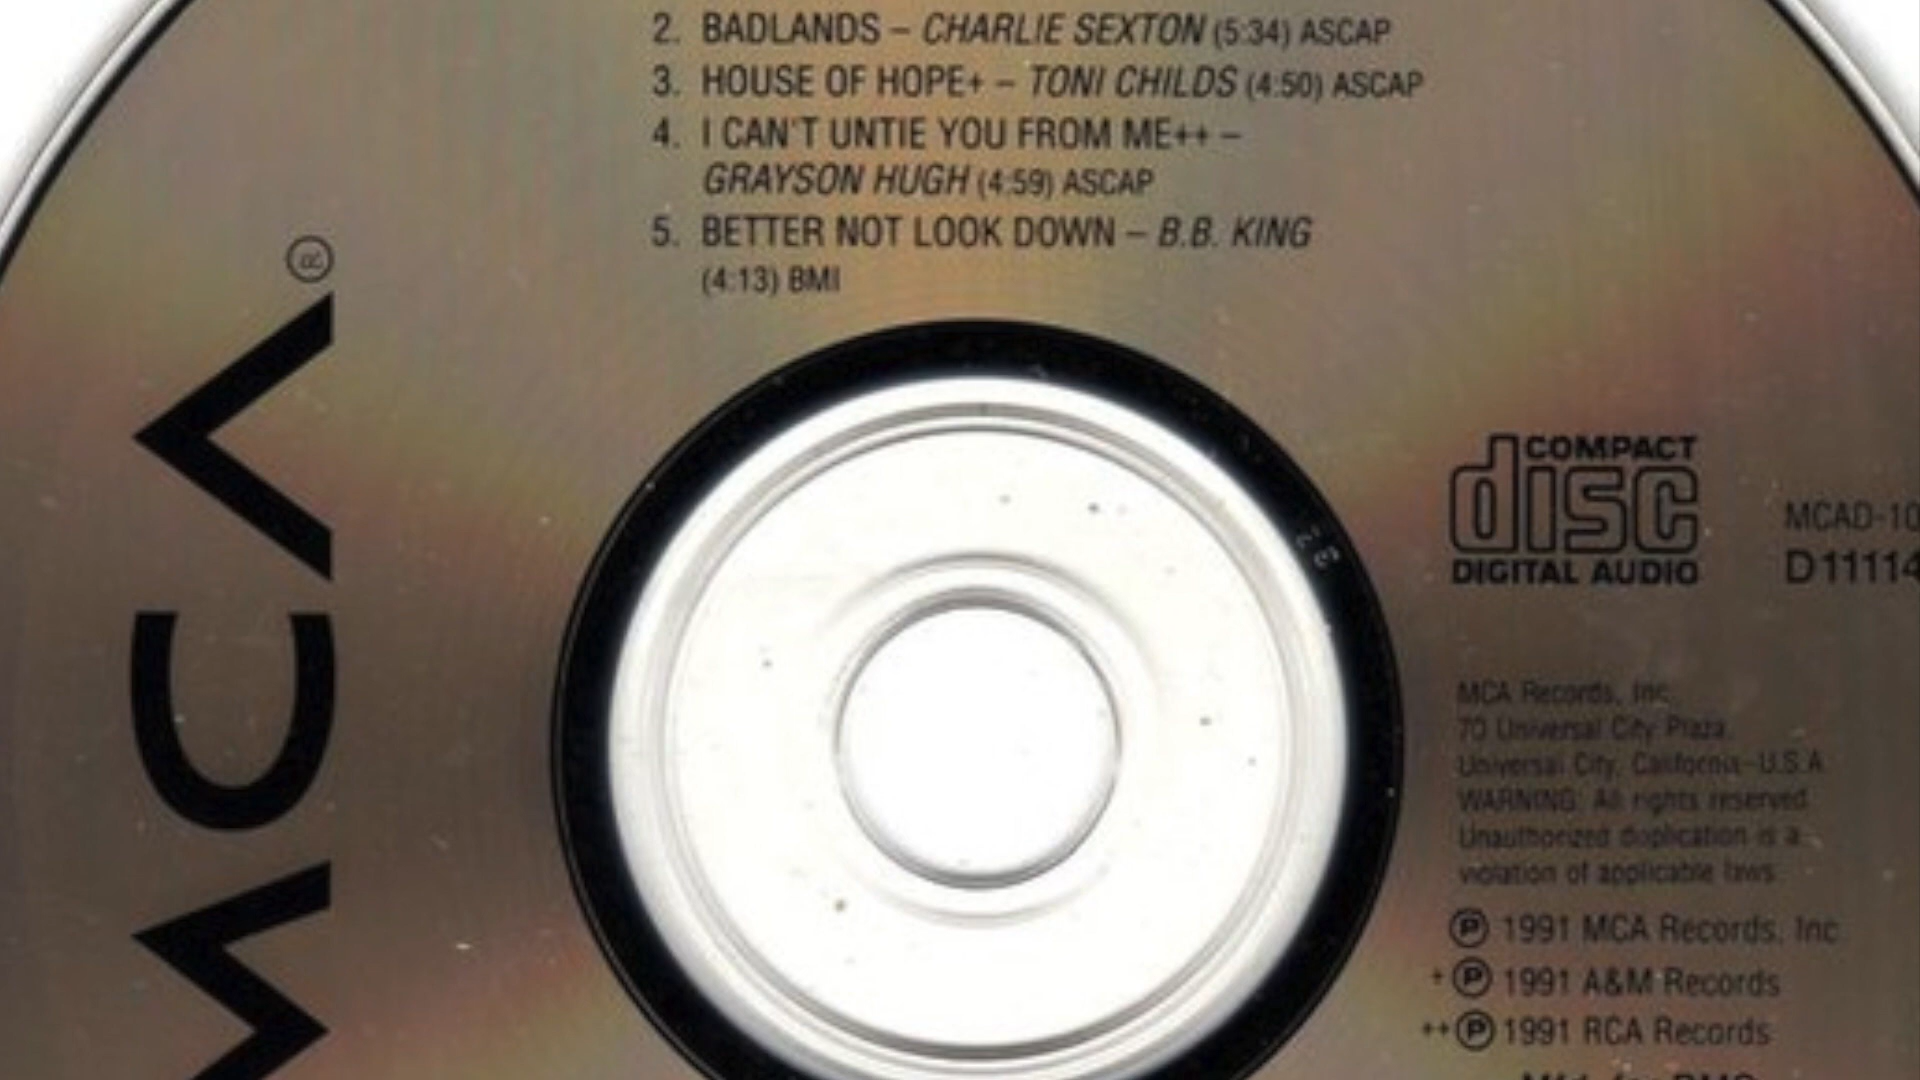 2. BADLANDS – CHARLIE SEXTON (5:34) ASCAP
3. HOUSE OF HOPE+ – TONI CHILDS (4:50) ASCAP
4. I CAN'T UNTIE YOU FROM ME++ –
GRAYSON HUGH (4:59) ASCAP
5. BETTER NOT LOOK DOWN – B.B. KING
(4:13) BMI
MCA®
COMPACT
disc
DIGITAL AUDIO
MCAD-10
D11114
MCA Records, Inc.
70 Universal City Plaza,
Universal City, California–U.S.A.
WARNING: All rights reserved.
Unauthorized duplication is a
violation of applicable laws.
℗ 1991 MCA Records, Inc.
+℗ 1991 A&M Records
++℗ 1991 RCA Records